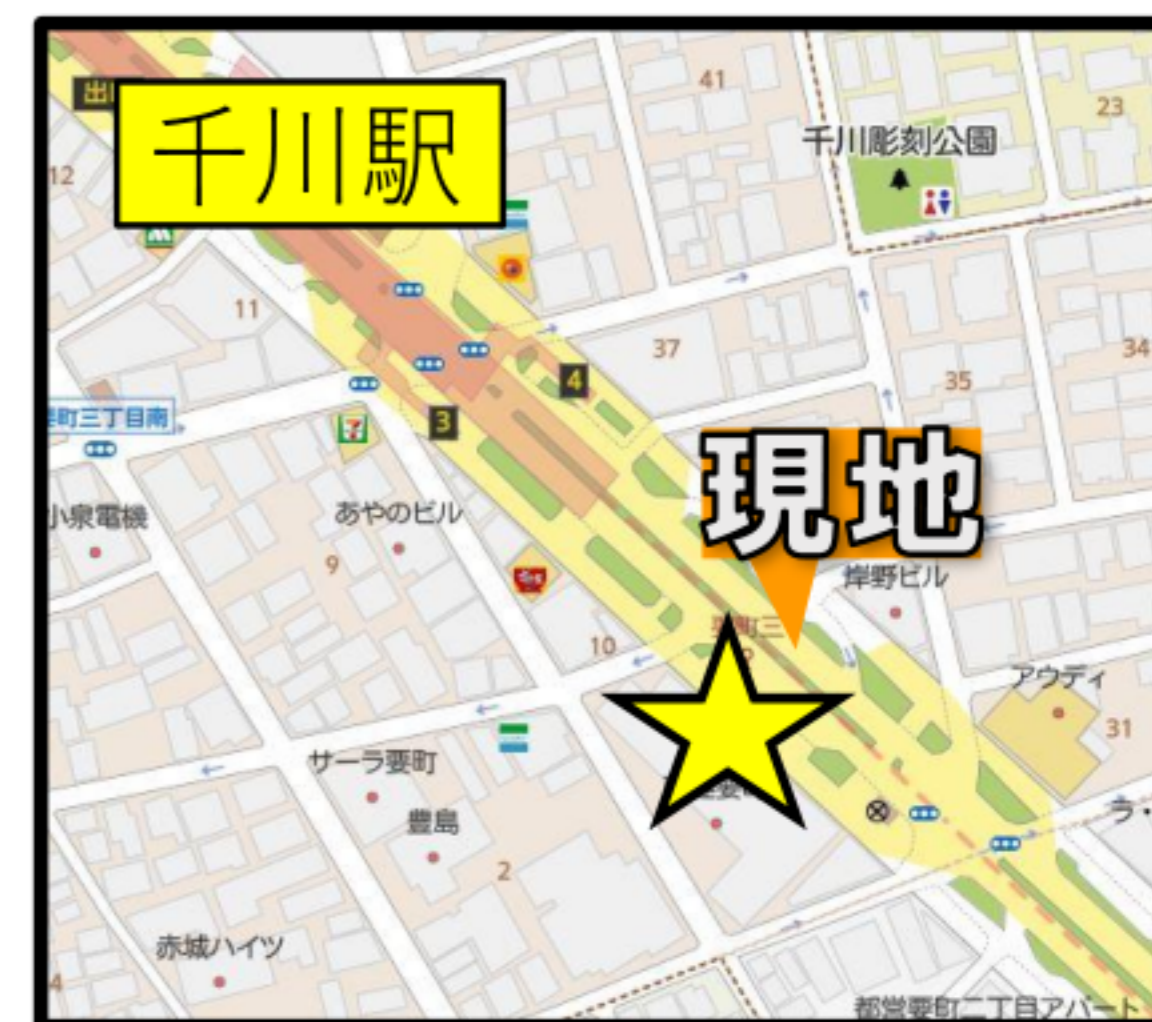 41
23
出
千川駅
千川彫刻公園
12
11
37
34
35
4
3
町三丁目南
現地
小泉電機
あやのビル
9
岸野ビル
10
アウディ
31
サーラ要町
豊島
2
ラ・
赤城ハイツ
4
都営要町二丁目アパート